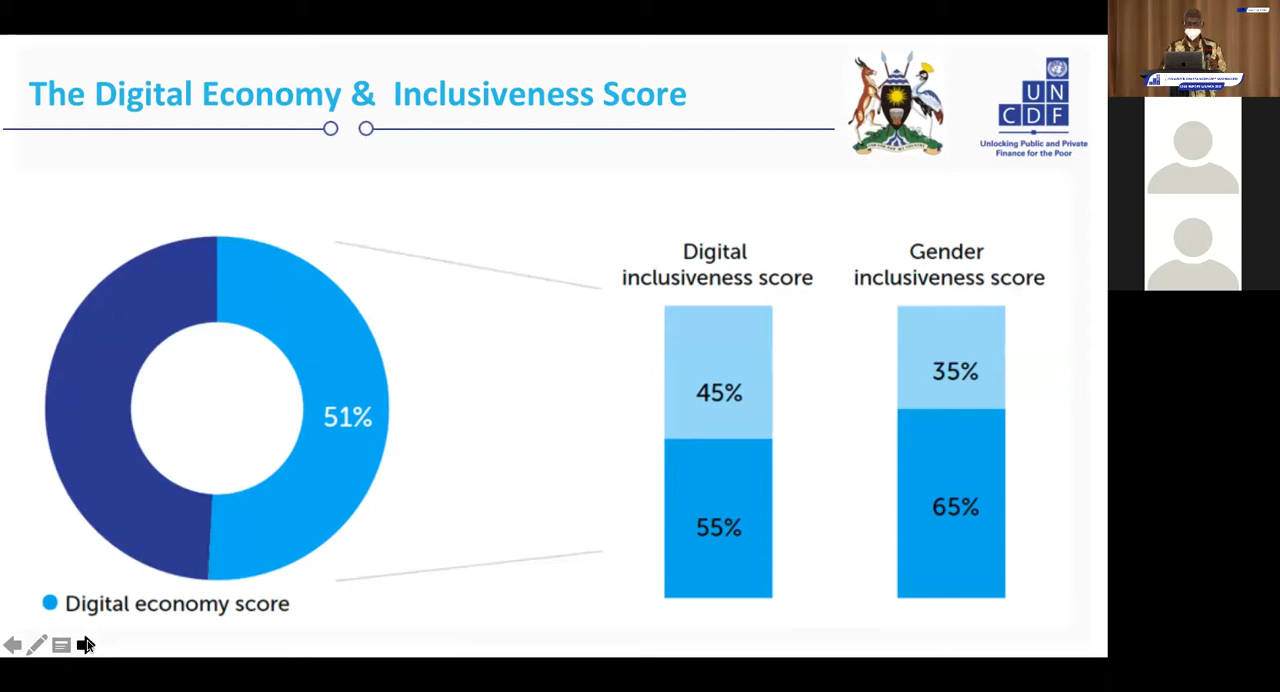 The Digital Economy & Inclusiveness Score
UN
CDF
Unlocking Public and Private
Finance for the Poor
Digital
inclusiveness score
Gender
inclusiveness score
45%
35%
51%
55%
65%
Digital economy score